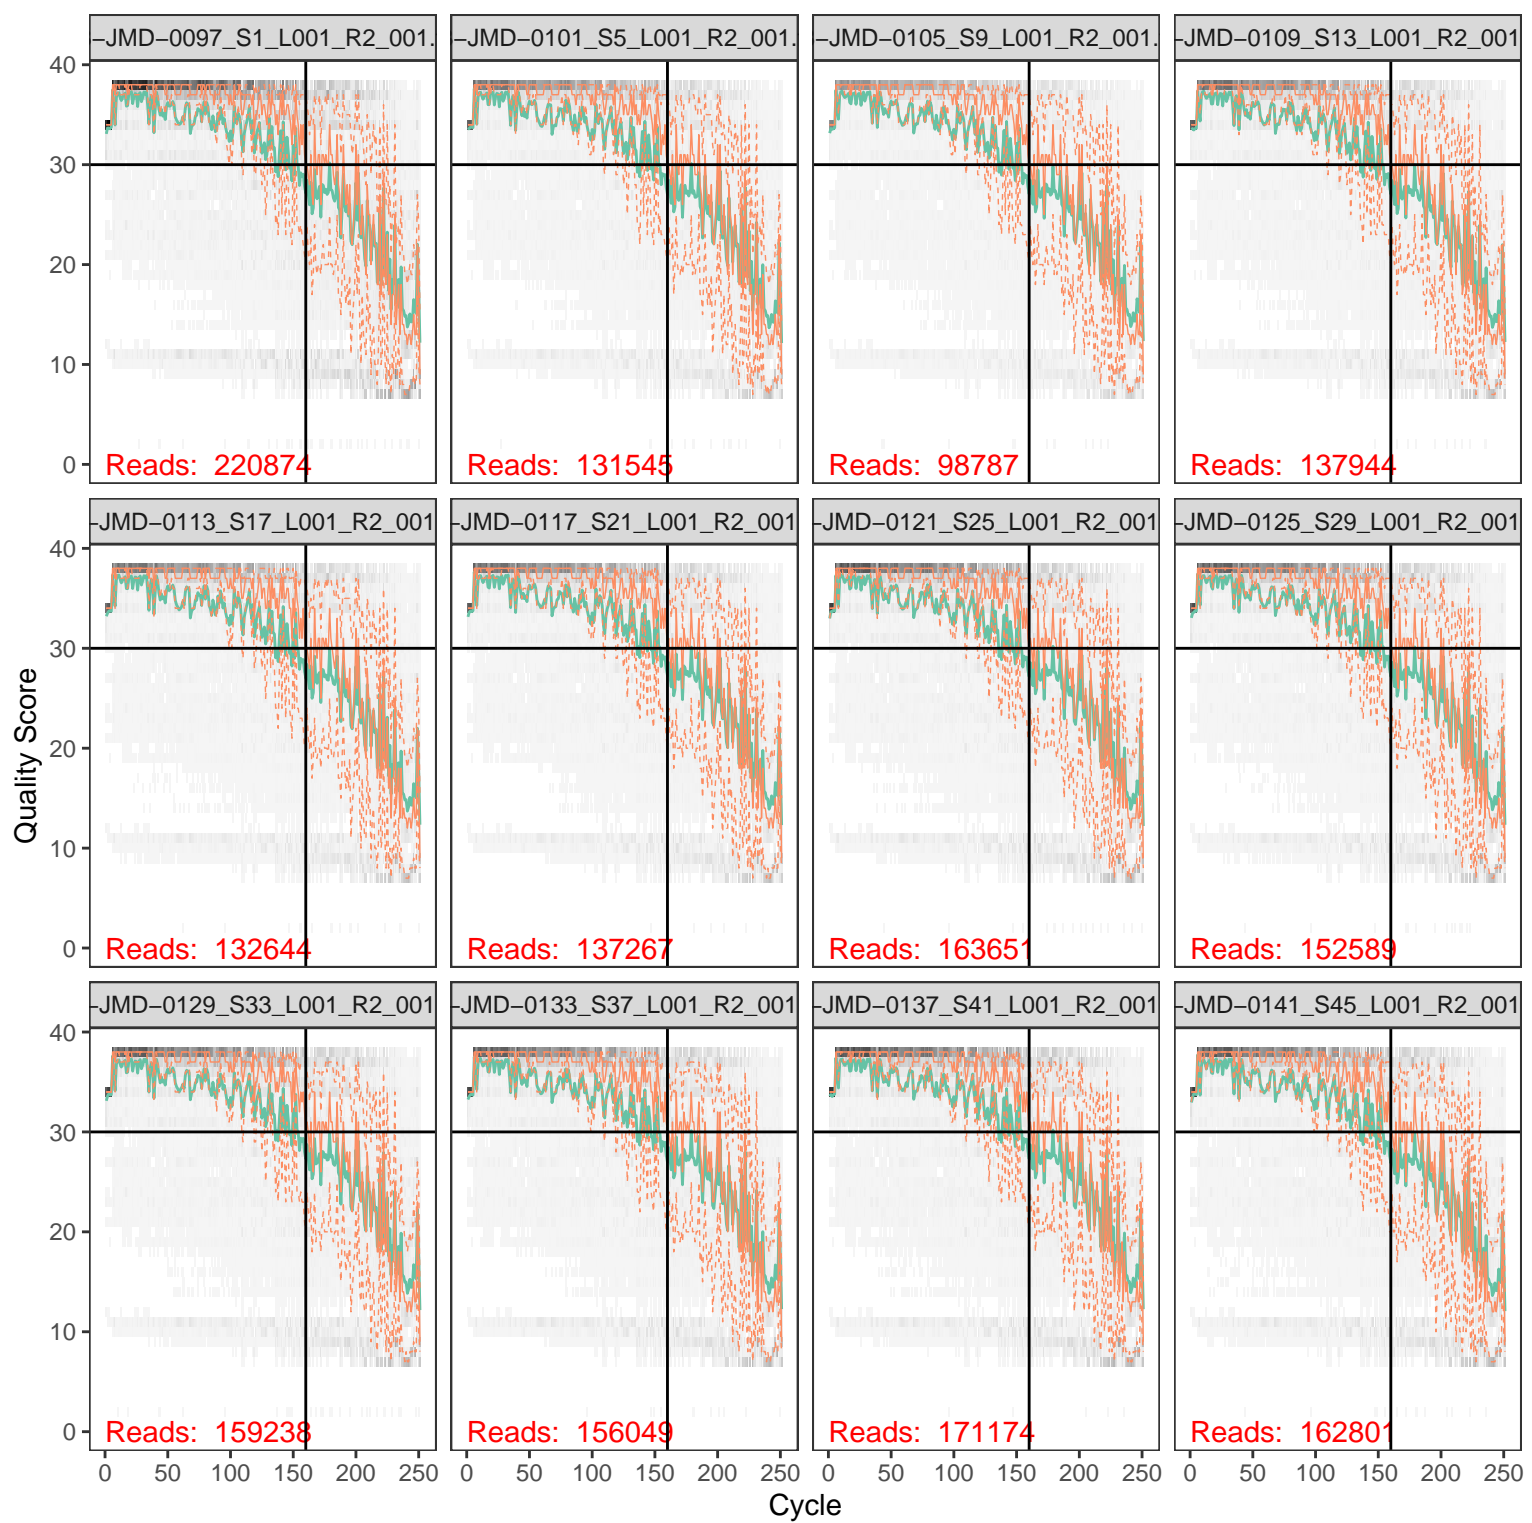 -JMD-0097_S1_L001_R2_001.
-JMD-0101_S5_L001_R2_001.
-JMD-0105_S9_L001_R2_001.
-JMD-0109_S13_L001_R2_001
40
30
20
10
0
Reads: 220874
Reads: 131545
Reads: 98787
Reads: 137944
-JMD-0113_S17_L001_R2_001
-JMD-0117_S21_L001_R2_001
-JMD-0121_S25_L001_R2_001
-JMD-0125_S29_L001_R2_001
40
30
20
10
0
Quality Score
Reads: 132644
Reads: 137267
Reads: 163651
Reads: 152589
-JMD-0129_S33_L001_R2_001
-JMD-0133_S37_L001_R2_001
-JMD-0137_S41_L001_R2_001
-JMD-0141_S45_L001_R2_001
40
30
20
10
0
Reads: 159238
Reads: 156049
Reads: 171174
Reads: 162801
0 50 100 150 200 250
0 50 100 150 200 250
0 50 100 150 200 250
0 50 100 150 200 250
Cycle